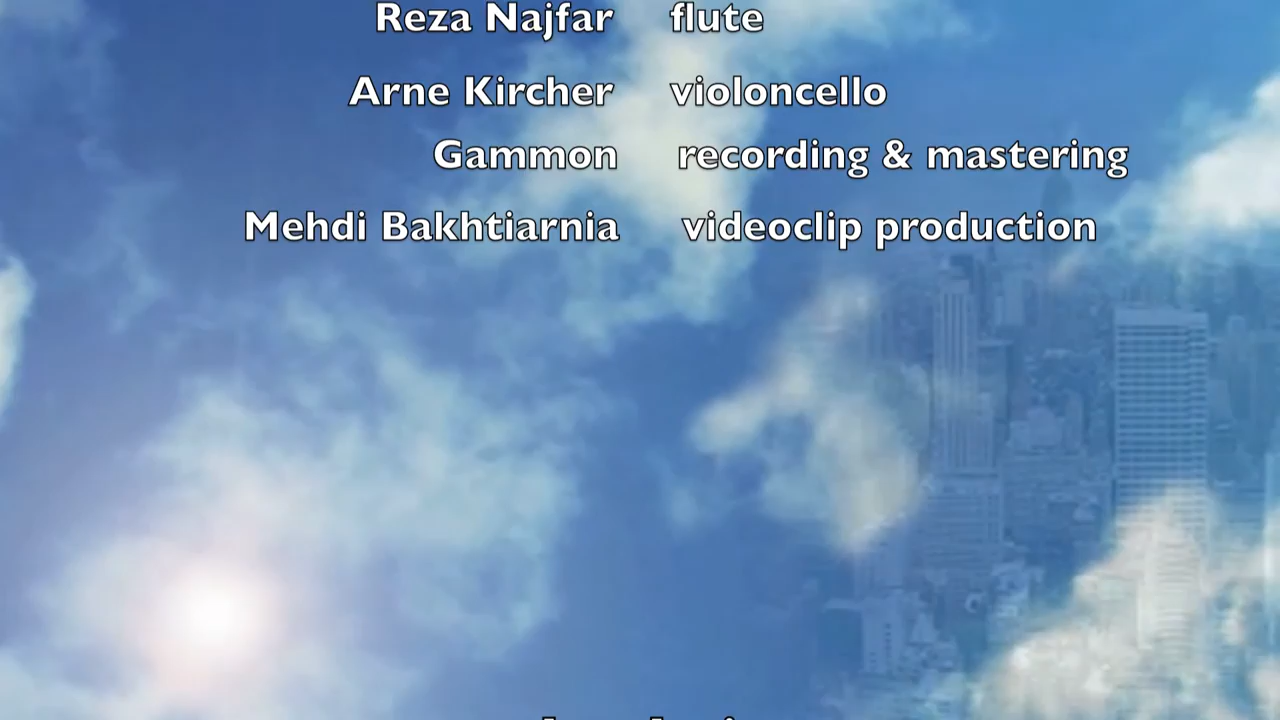 Reza Najfar flute
Arne Kircher violoncello
Gammon recording & mastering
Mehdi Bakhtiarnia videoclip production